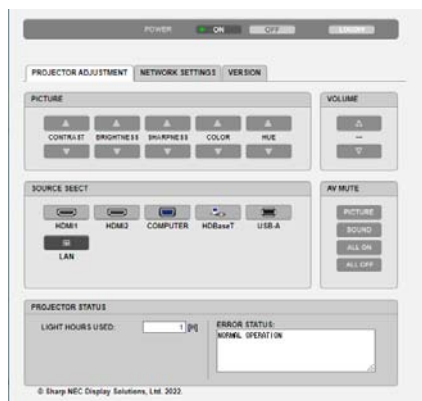 POWER ON OFF LOGOFF
PROJECTOR ADJUSTMENT NETWORK SETTINGS VERSION
PICTURE
VOLUME
CONTRAST BRIGHTNESS SHARPNESS COLOR HUE
--
SOURCE SEECT
AV MUTE
HDMI1 HDMI2 COMPUTER HDBaseT USB-A
LAN
PICTURE
SOUND
ALL ON
ALL OFF
PROJECTOR STATUS
LIGHT HOURS USED: 1 [H]
ERROR STATUS:
NORMAL OPERATION
© Sharp NEC Display Solutions, Ltd. 2022.